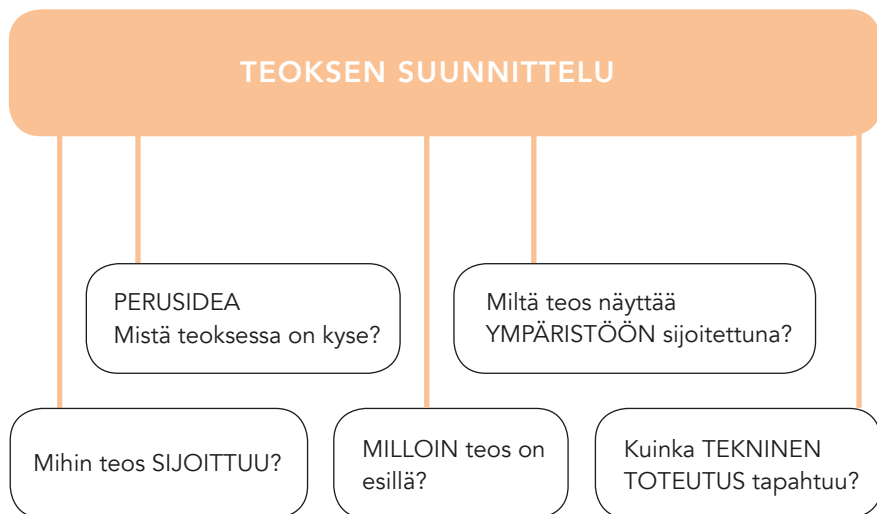 TEOKSEN SUUNNITTELU
PERUSIDEA
Mistä teoksessa on kyse?
Miltä teos näyttää
YMPÄRISTÖÖN sijoitettuna?
Mihin teos SIJOITTUU?
MILLOIN teos on
esillä?
Kuinka TEKNINEN
TOTEUTUS tapahtuu?